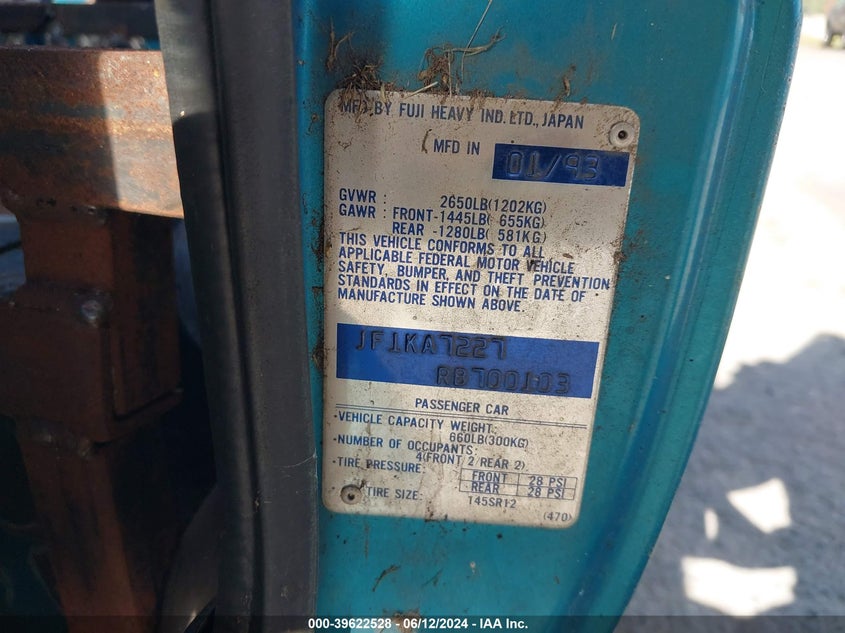 MFD BY FUJI HEAVY IND. LTD., JAPAN
MFD IN 01/93
GVWR : 2650LB(1202KG)
GAWR : FRONT-1445LB( 655KG)
REAR -1280LB( 581KG)
THIS VEHICLE CONFORMS TO ALL
APPLICABLE FEDERAL MOTOR VEHICLE
SAFETY, BUMPER, AND THEFT PREVENTION
STANDARDS IN EFFECT ON THE DATE OF
MANUFACTURE SHOWN ABOVE.
JF1KA7227
RB700103
PASSENGER CAR
·VEHICLE CAPACITY WEIGHT:
660LB(300KG)
·NUMBER OF OCCUPANTS:
4(FRONT 2/REAR 2)
·TIRE PRESSURE: FRONT 28 PSI
REAR 28 PSI
TIRE SIZE: 145SR12
(470)
000-39622528 - 06/12/2024 - IAA Inc.